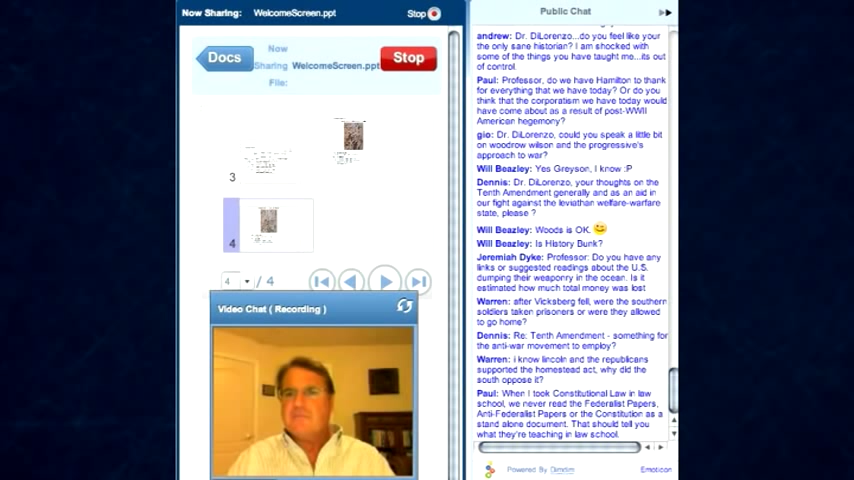 Now Sharing: WelcomeScreen.ppt Stop
Docs
Now
Sharing WelcomeScreen.ppt
File:
Stop
3
4
4 / 4
Video Chat ( Recording )
Public Chat
andrew: Dr. DiLorenzo...do you feel like your
the only sane historian? I am shocked with
some of the things you have taught me...its out
of control
Paul: Professor, do we have Hamilton to thank
for everything that we have today? Or do you
think that the corporatism we have today would
have come about as a result of post-WWII
American hegemony?
gio: Dr. DiLorenzo, could you speak a little bit
on woodrow wilson and the progressive's
approach to war?
Will Beazley: Yes Greyson, I know :P
Dennis: Dr. DiLorenzo, your thoughts on the
Tenth Amendment generally and as an aid in
our fight against the leviathan welfare-warfare
state, please ?
Will Beazley: Woods is OK.
Will Beazley: Is History Bunk?
Jeremiah Dyke: Professor: Do you have any
links or suggested readings about the U.S.
dumping their weaponry in the ocean. Is it
estimated how much total money was lost
Warren: after Vicksberg fell, were the southern
soldiers taken prisoners or were they allowed
to go home?
Dennis: Re: Tenth Amendment - something for
the anti-war movement to employ?
Warren: i know lincoln and the republicans
supported the homestead act, why did the
south oppose it?
Paul: When I took Constitutional Law in law
school, we never read the Federalist Papers,
Anti-Federalist Papers or the Constitution as a
stand alone document. That should tell you
what they're teaching in law school.
Powered By Dimdim
Emoticon